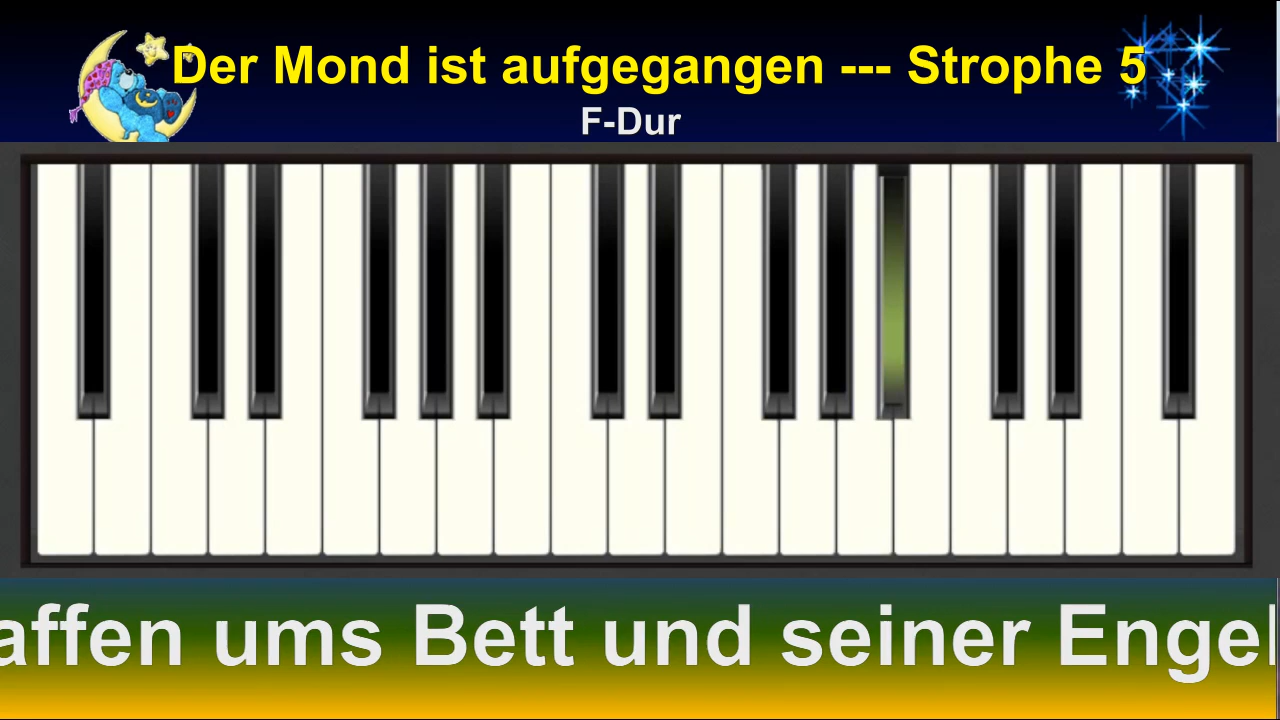 Der Mond ist aufgegangen --- Strophe 5
F-Dur
affen ums Bett und seiner Engel